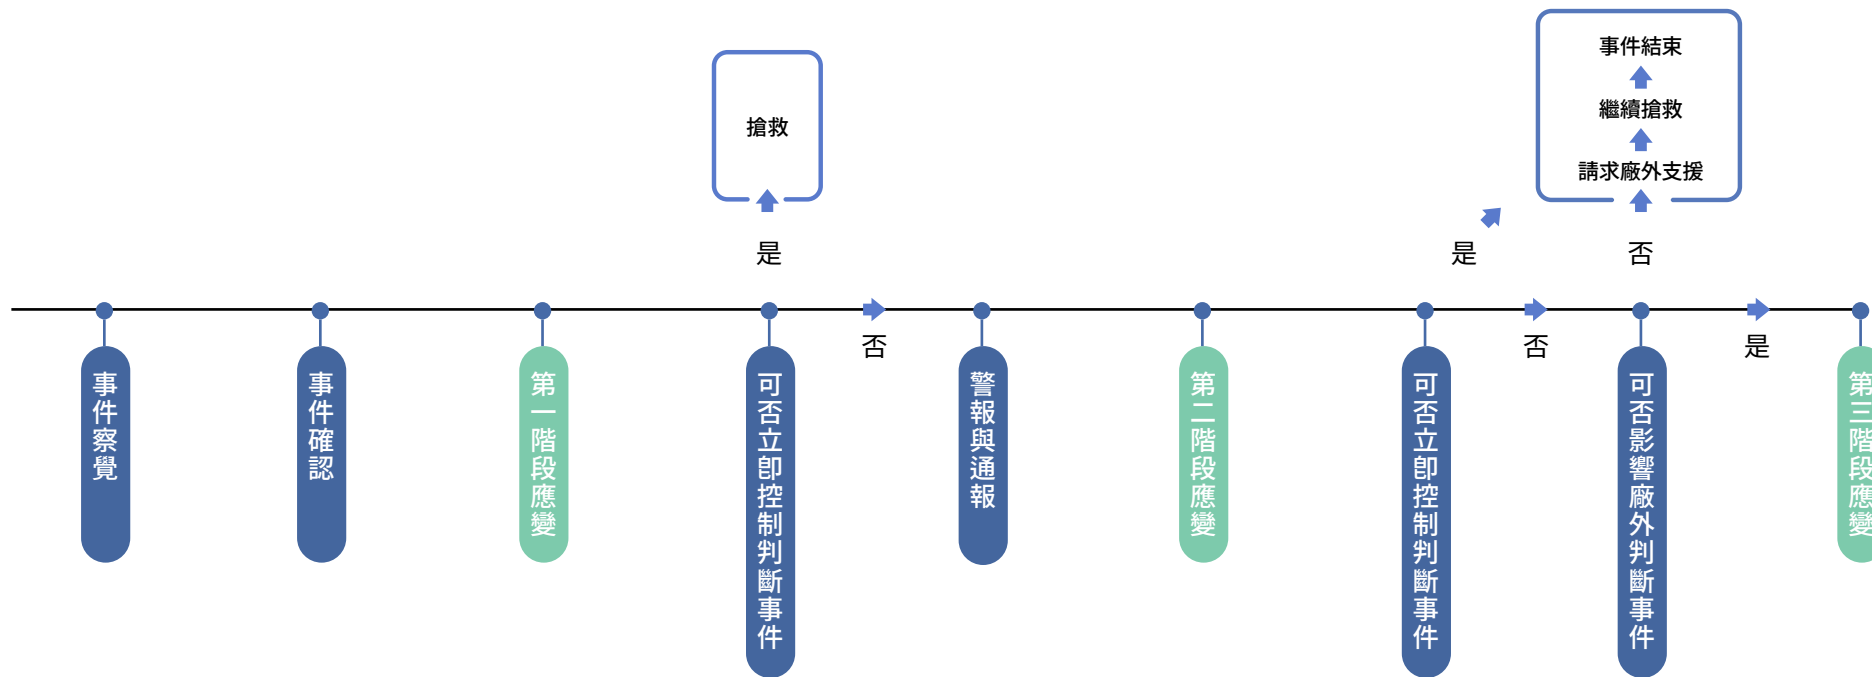 事件結束
繼續搶救
搶救
請求廠外支援
是
是
否
否
否
是
事件察覺
事件確認
第一階段應變
可否立即控制判斷事件
警報與通報
第二階段應變
可否立即控制判斷事件
可否影響廠外判斷事件
第三階段應變